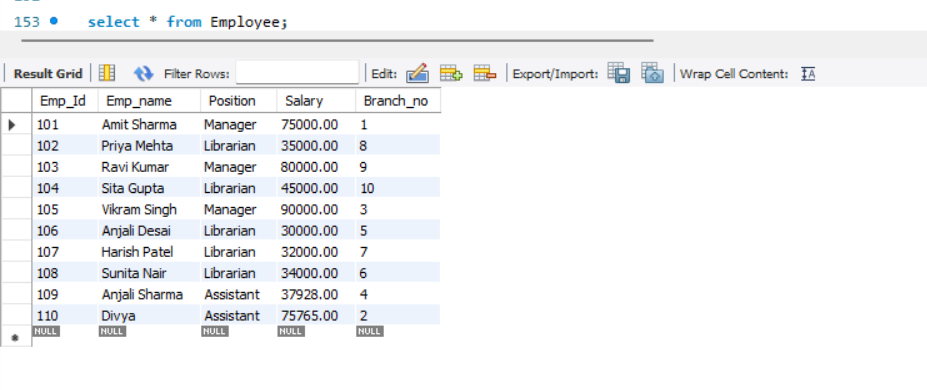 153 select * from Employee;
Result Grid Filter Rows: Edit: Export/Import: Wrap Cell Content: IA
Emp_Id Emp_name Position Salary Branch_no
101 Amit Sharma Manager 75000.00 1
102 Priya Mehta Librarian 35000.00 8
103 Ravi Kumar Manager 80000.00 9
104 Sita Gupta Librarian 45000.00 10
105 Vikram Singh Manager 90000.00 3
106 Anjali Desai Librarian 30000.00 5
107 Harish Patel Librarian 32000.00 7
108 Sunita Nair Librarian 34000.00 6
109 Anjali Sharma Assistant 37928.00 4
110 Divya Assistant 75765.00 2
NULL NULL NULL NULL NULL